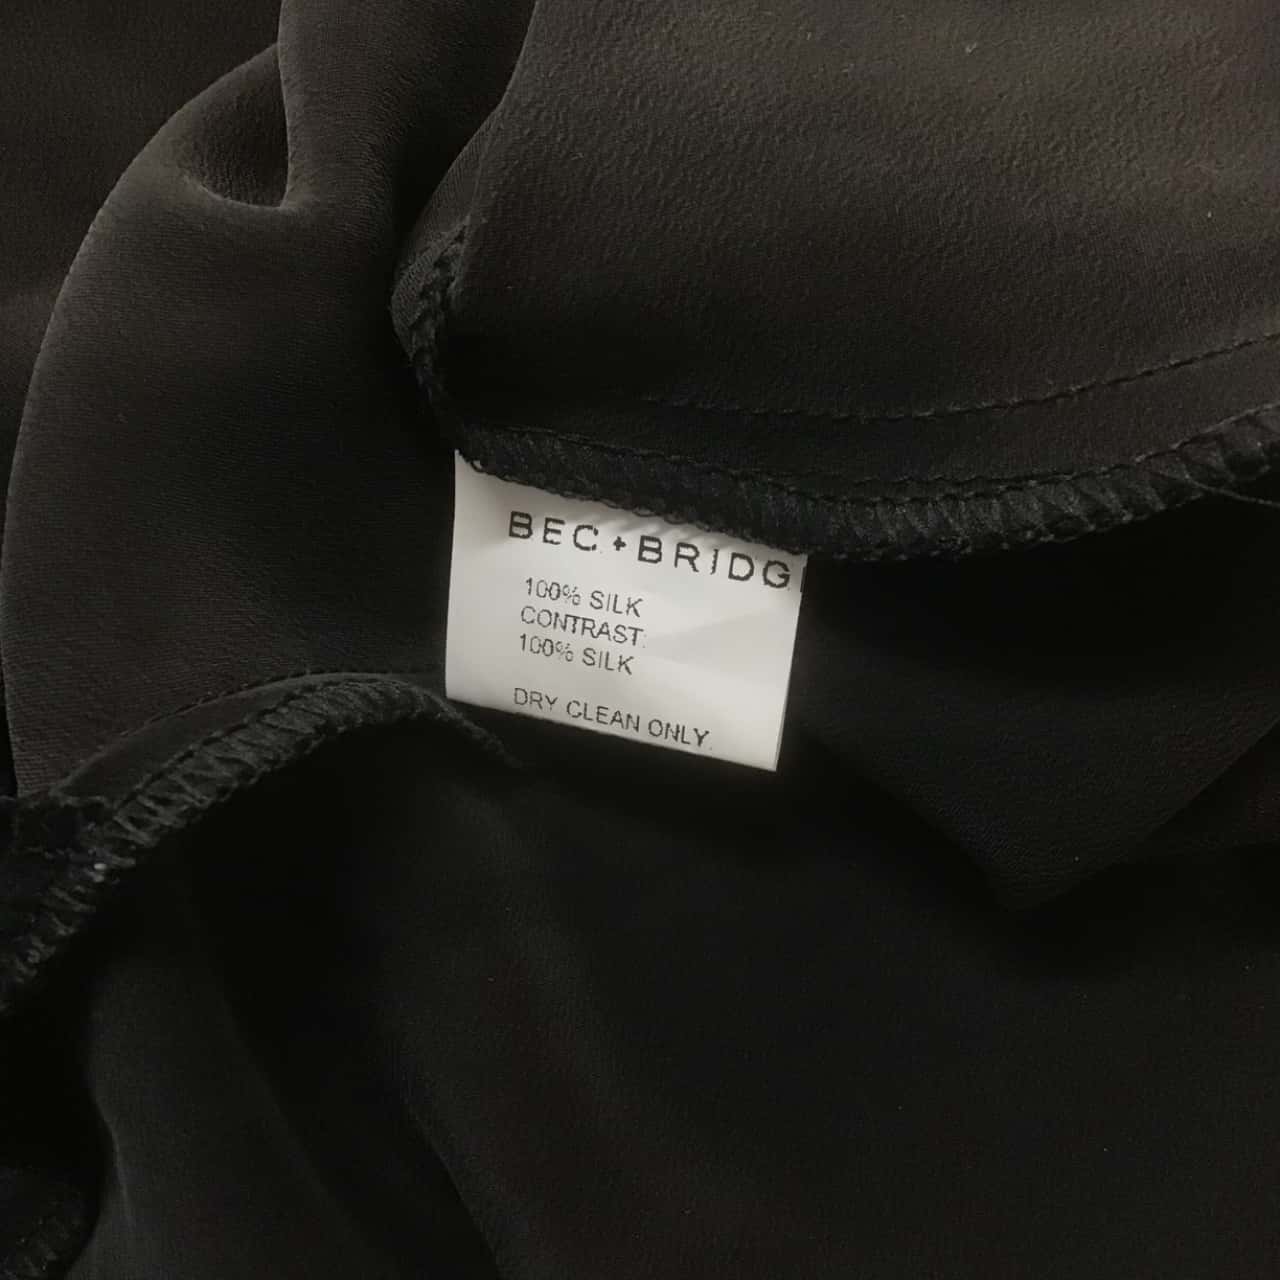 BEC+BRIDG
100% SILK
CONTRAST:
100% SILK
DRY CLEAN ONLY.